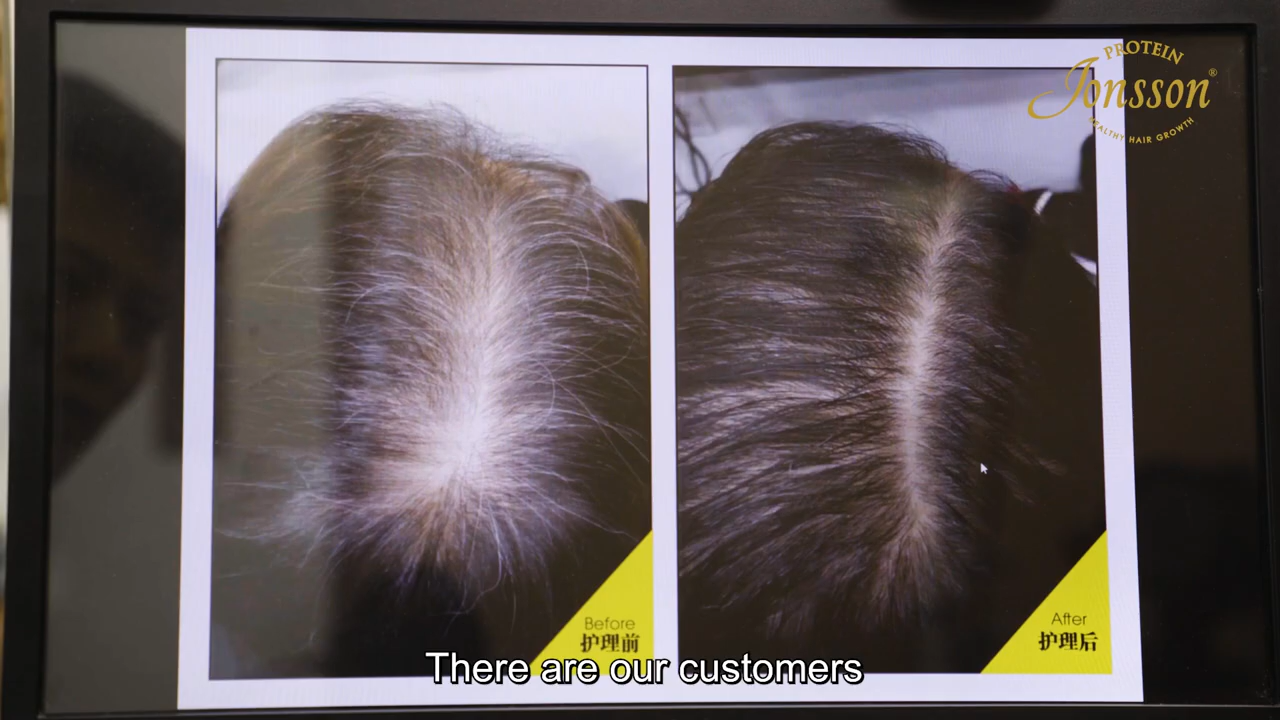 PROTEIN
Jonsson®
HEALTHY HAIR GROWTH
Before
护理前
After
护理后
There are our customers